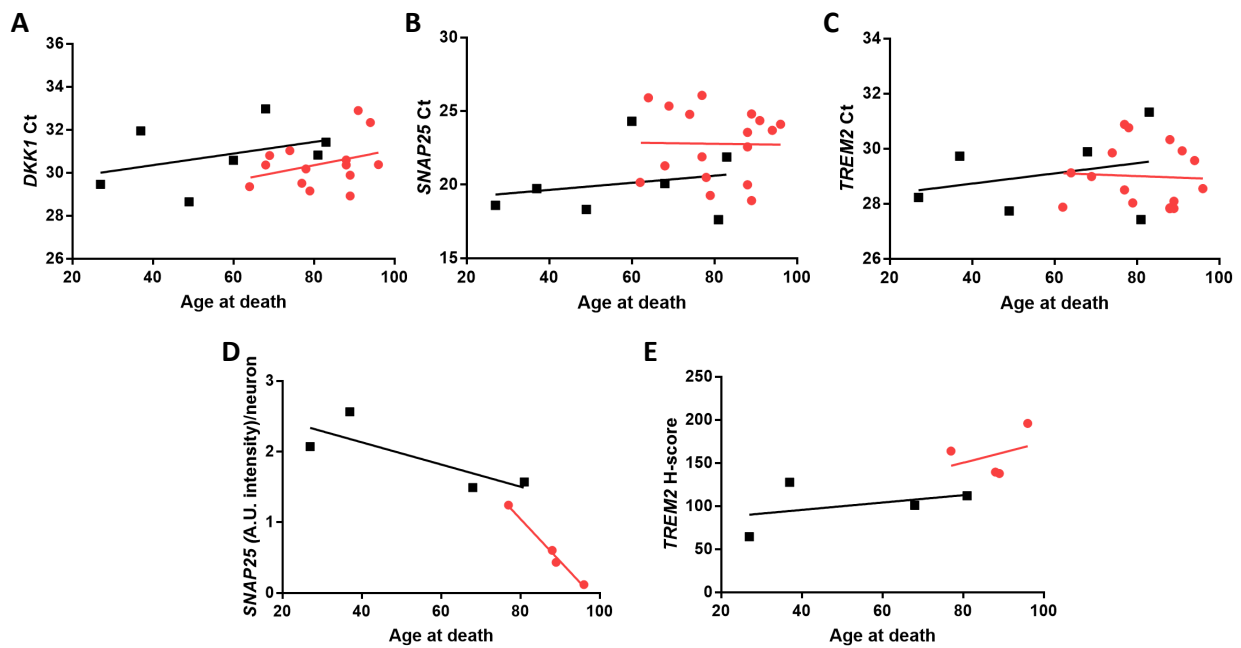 A
DKK1 Ct
36
34
32
30
28
26
20 40 60 80 100
Age at death
B
SNAP25 Ct
30
25
20
15
20 40 60 80 100
Age at death
C
TREM2 Ct
34
32
30
28
26
20 40 60 80 100
Age at death
D
SNAP25 (A.U. intensity)/neuron
3
2
1
0
20 40 60 80 100
Age at death
E
TREM2 H-score
250
200
150
100
50
0
20 40 60 80 100
Age at death